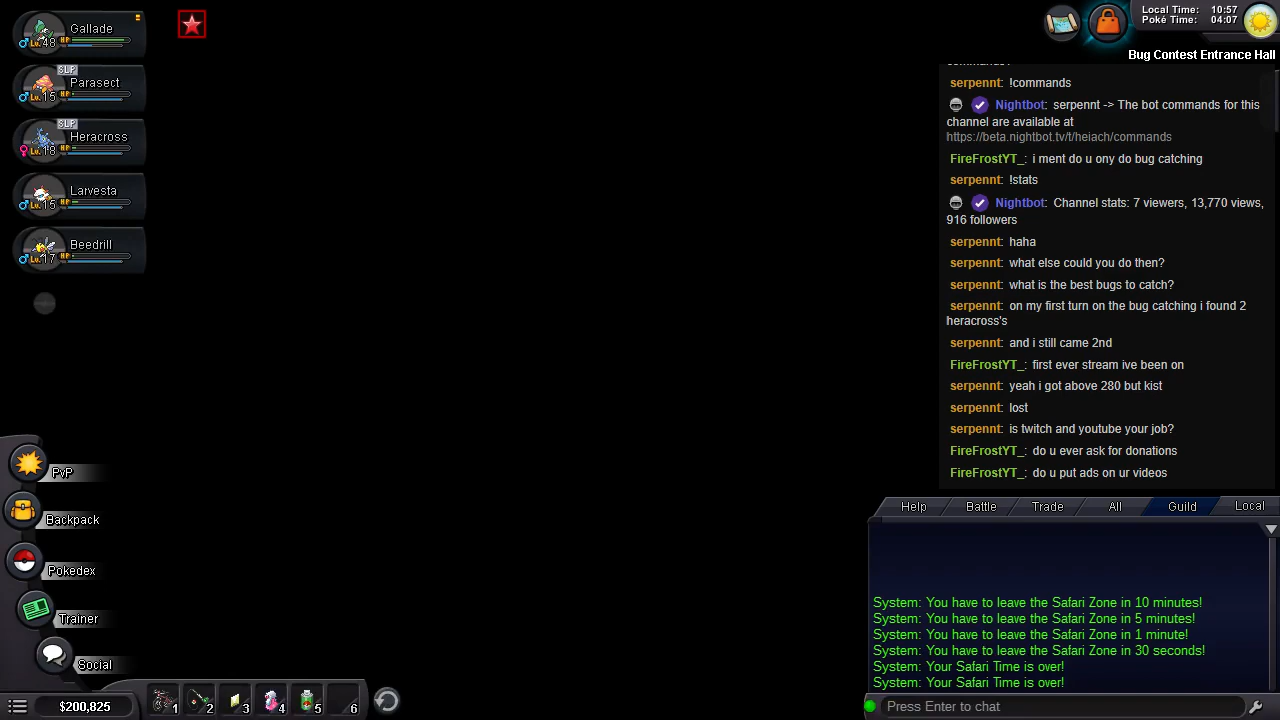 Gallade
HP
Lv.48
SLP
Parasect
HP
Lv.15
SLP
Heracross
HP
Lv.18
Larvesta
HP
Lv.15
Beedrill
HP
Lv.17
PvP
Backpack
Pokedex
Trainer
Social
$200,825
1 2 3 5 6
Local Time: 10:57
Poké Time: 04:07
Bug Contest Entrance Hall
serpennt: !commands
Nightbot: serpennt -> The bot commands for this
channel are available at
https://beta.nightbot.tv/t/heiach/commands
FireFrostYT_: i ment do u ony do bug catching
serpennt: !stats
Nightbot: Channel stats: 7 viewers, 13,770 views,
916 followers
serpennt: haha
serpennt: what else could you do then?
serpennt: what is the best bugs to catch?
serpennt: on my first turn on the bug catching i found 2
heracross's
serpennt: and i still came 2nd
FireFrostYT_: first ever stream ive been on
serpennt: yeah i got above 280 but kist
serpennt: lost
serpennt: is twitch and youtube your job?
FireFrostYT_: do u ever ask for donations
FireFrostYT_: do u put ads on ur videos
Help Battle Trade All Guild Local
System: You have to leave the Safari Zone in 10 minutes!
System: You have to leave the Safari Zone in 5 minutes!
System: You have to leave the Safari Zone in 1 minute!
System: You have to leave the Safari Zone in 30 seconds!
System: Your Safari Time is over!
System: Your Safari Time is over!
Press Enter to chat